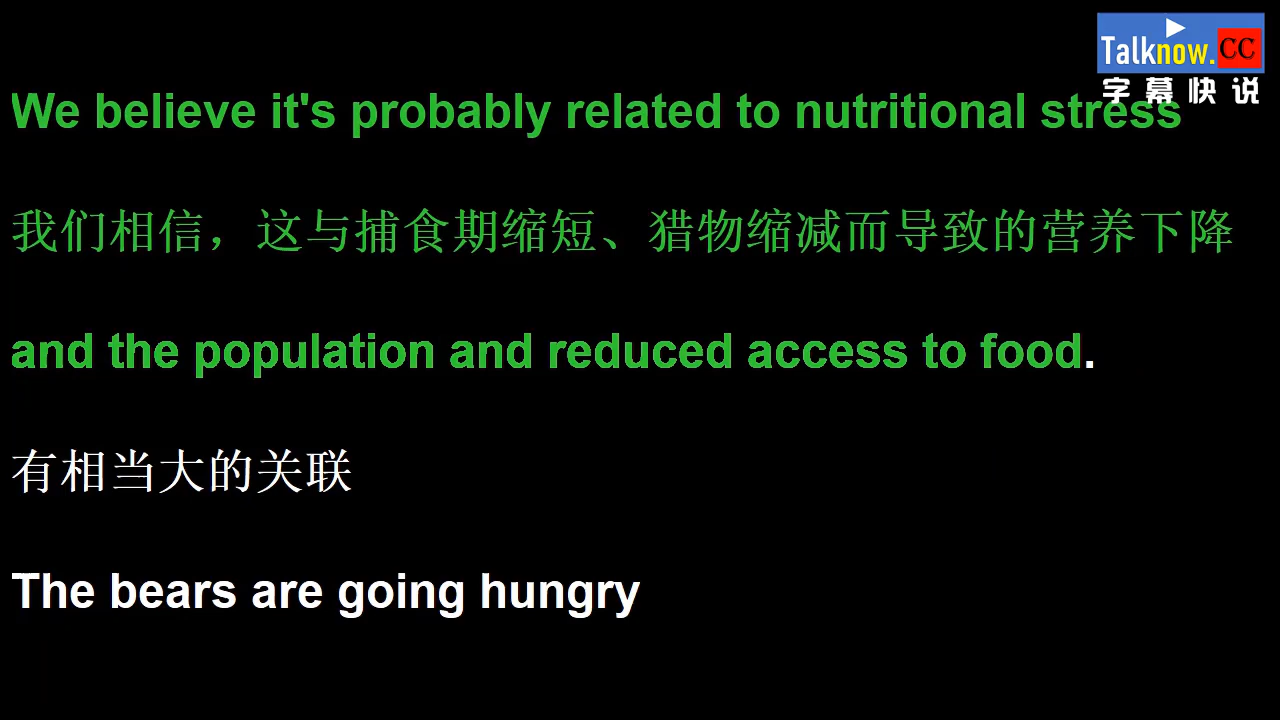 Talknow.CC
字幕快说
We believe it's probably related to nutritional stress
我们相信，这与捕食期缩短、猎物缩减而导致的营养下降
and the population and reduced access to food.
有相当大的关联
The bears are going hungry